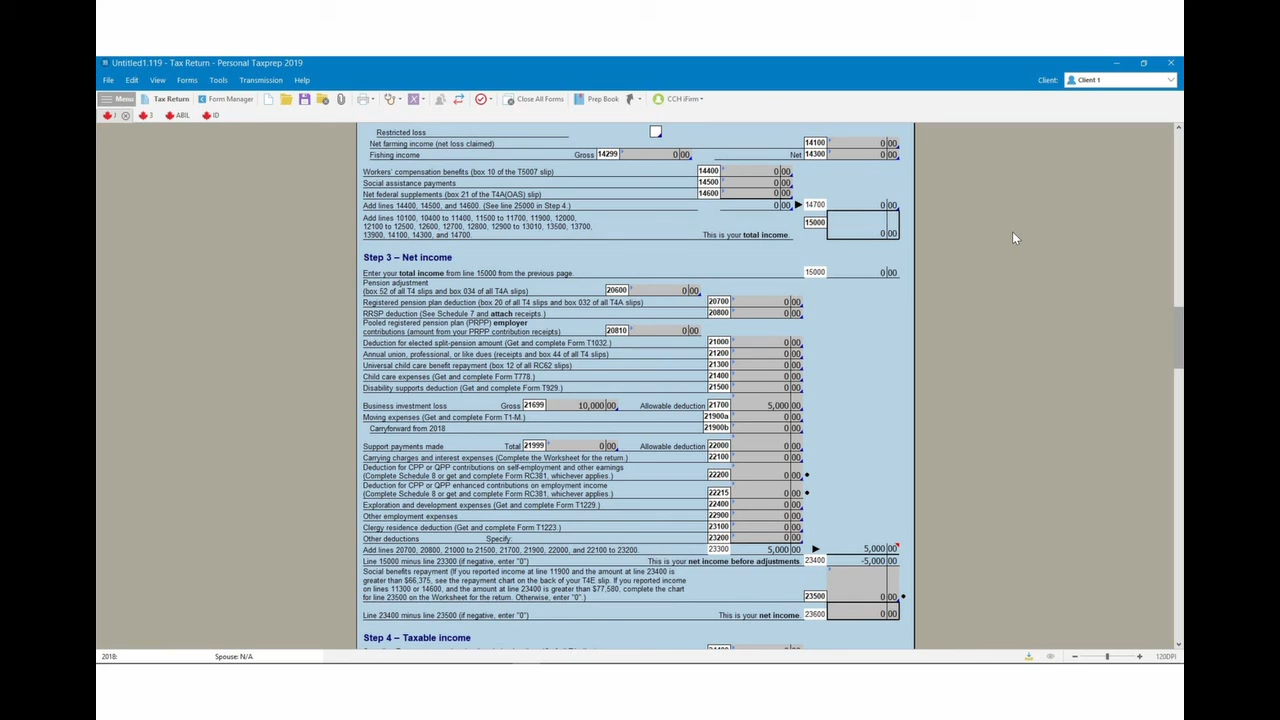 Untitled1.119 - Tax Return - Personal Taxprep 2019
File Edit View Forms Tools Transmission Help Client: Client 1
Menu Tax Return Form Manager Close All Forms Prep Book CCH iFirm
J 3 ABIL ID
Restricted loss
Net farming income (net loss claimed) 14100 0 00
Fishing income Gross 14299 0 00 Net 14300 0 00
Workers' compensation benefits (box 10 of the T5007 slip) 14400 0 00
Social assistance payments 14500 0 00
Net federal supplements (box 21 of the T4A(OAS) slip) 14600 0 00
Add lines 14400, 14500, and 14600. (See line 25000 in Step 4.) 0 00 ▶ 14700 0 00
Add lines 10100, 10400 to 11400, 11500 to 11700, 11900, 12000, 15000
12100 to 12500, 12600, 12700, 12800, 12900 to 13010, 13500, 13700,
13900, 14100, 14300, and 14700. This is your total income. 0 00
Step 3 – Net income
Enter your total income from line 15000 from the previous page. 15000 0 00
Pension adjustment
(box 52 of all T4 slips and box 034 of all T4A slips) 20600 0 00
Registered pension plan deduction (box 20 of all T4 slips and box 032 of all T4A slips) 20700 0 00
RRSP deduction (See Schedule 7 and attach receipts.) 20800 0 00
Pooled registered pension plan (PRPP) employer
contributions (amount from your PRPP contribution receipts) 20810 0 00
Deduction for elected split-pension amount (Get and complete Form T1032.) 21000 0 00
Annual union, professional, or like dues (receipts and box 44 of all T4 slips) 21200 0 00
Universal child care benefit repayment (box 12 of all RC62 slips) 21300 0 00
Child care expenses (Get and complete Form T778.) 21400 0 00
Disability supports deduction (Get and complete Form T929.) 21500 0 00
Business investment loss Gross 21699 10,000 00 Allowable deduction 21700 5,000 00
Moving expenses (Get and complete Form T1-M.) 21900a 0 00
Carryforward from 2018 21900b 0 00
Support payments made Total 21999 0 00 Allowable deduction 22000 0 00
Carrying charges and interest expenses (Complete the Worksheet for the return.) 22100 0 00
Deduction for CPP or QPP contributions on self-employment and other earnings
(Complete Schedule 8 or get and complete Form RC381, whichever applies.) 22200 0 00 •
Deduction for CPP or QPP enhanced contributions on employment income
(Complete Schedule 8 or get and complete Form RC381, whichever applies.) 22215 0 00 •
Exploration and development expenses (Get and complete Form T1229.) 22400 0 00
Other employment expenses 22900 0 00
Clergy residence deduction (Get and complete Form T1223.) 23100 0 00
Other deductions Specify: 23200 0 00
Add lines 20700, 20800, 21000 to 21500, 21700, 21900, 22000, and 22100 to 23200. 23300 5,000 00 ▶ 5,000 00
Line 15000 minus line 23300 (if negative, enter "0") This is your net income before adjustments. 23400 -5,000 00
Social benefits repayment (If you reported income at line 11900 and the amount at line 23400 is
greater than $66,375, see the repayment chart on the back of your T4E slip. If you reported income
on lines 11300 or 14600, and the amount at line 23400 is greater than $77,580, complete the chart
for line 23500 on the Worksheet for the return. Otherwise, enter "0".) 23500 0 00 •
Line 23400 minus line 23500 (if negative, enter "0") This is your net income. 23600 0 00
Step 4 – Taxable income
2018: Spouse: N/A 120DPI